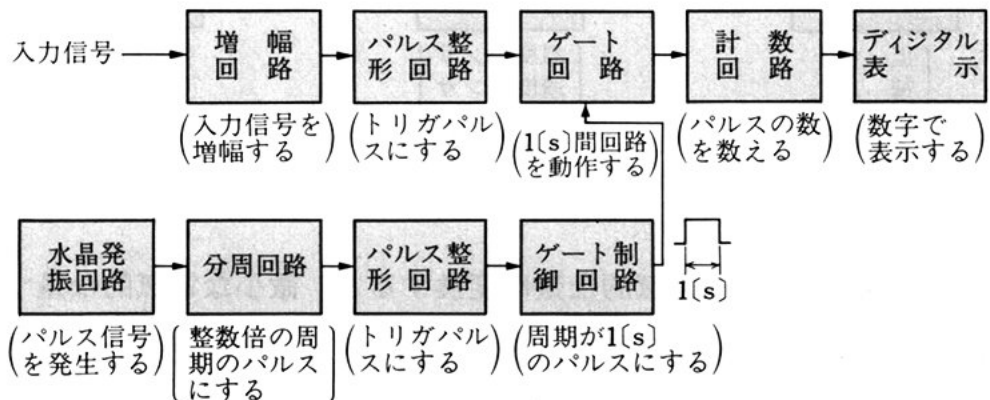 入力信号
増幅
回路
(入力信号を
増幅する)
パルス整
形回路
(トリガパル
スにする)
ゲート
回路
(1〔s〕間回路
を動作する)
計数
回路
(パルスの数
を数える)
ディジタル
表示
(数字で
表示する)
水晶発
振回路
(パルス信号
を発生する)
分周回路
(整数倍の周
期のパルス
にする)
パルス整
形回路
(トリガパル
スにする)
ゲート制
御回路
(周期が1〔s〕
のパルスにする)
1〔s〕